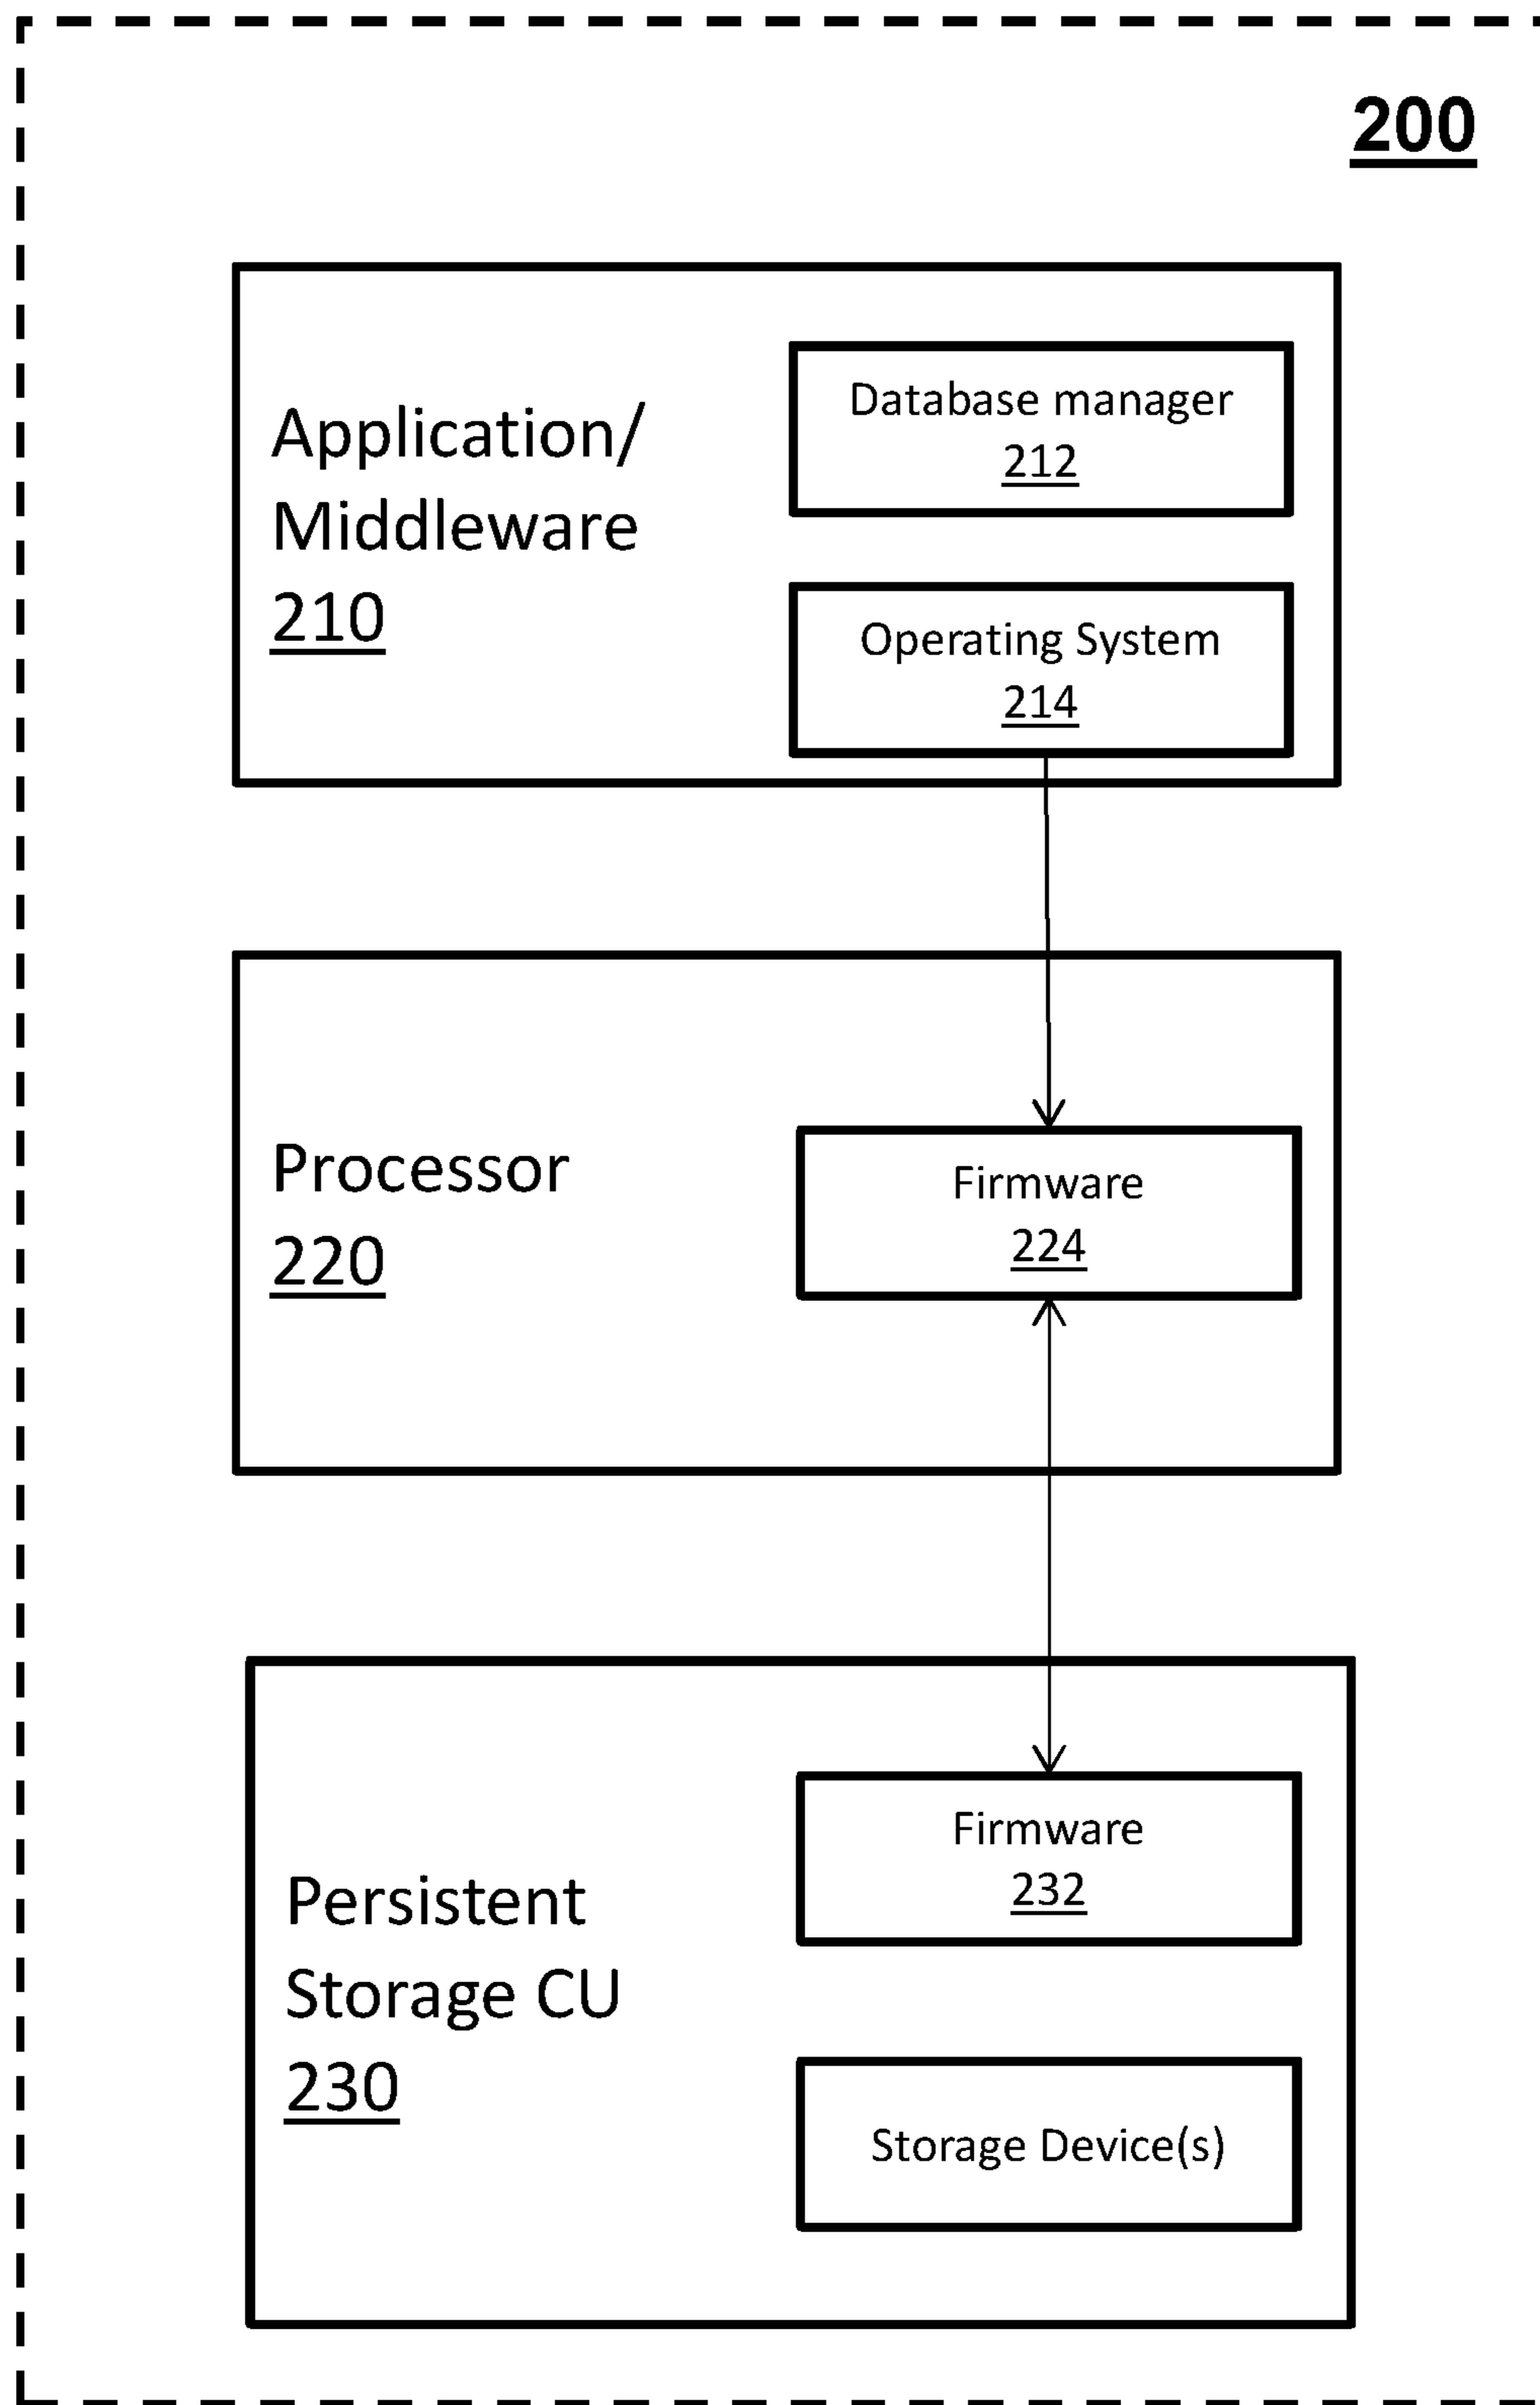 200
Application/
Middleware
210
Database manager
212
Operating System
214
Processor
220
Firmware
224
Persistent
Storage CU
230
Firmware
232
Storage Device(s)